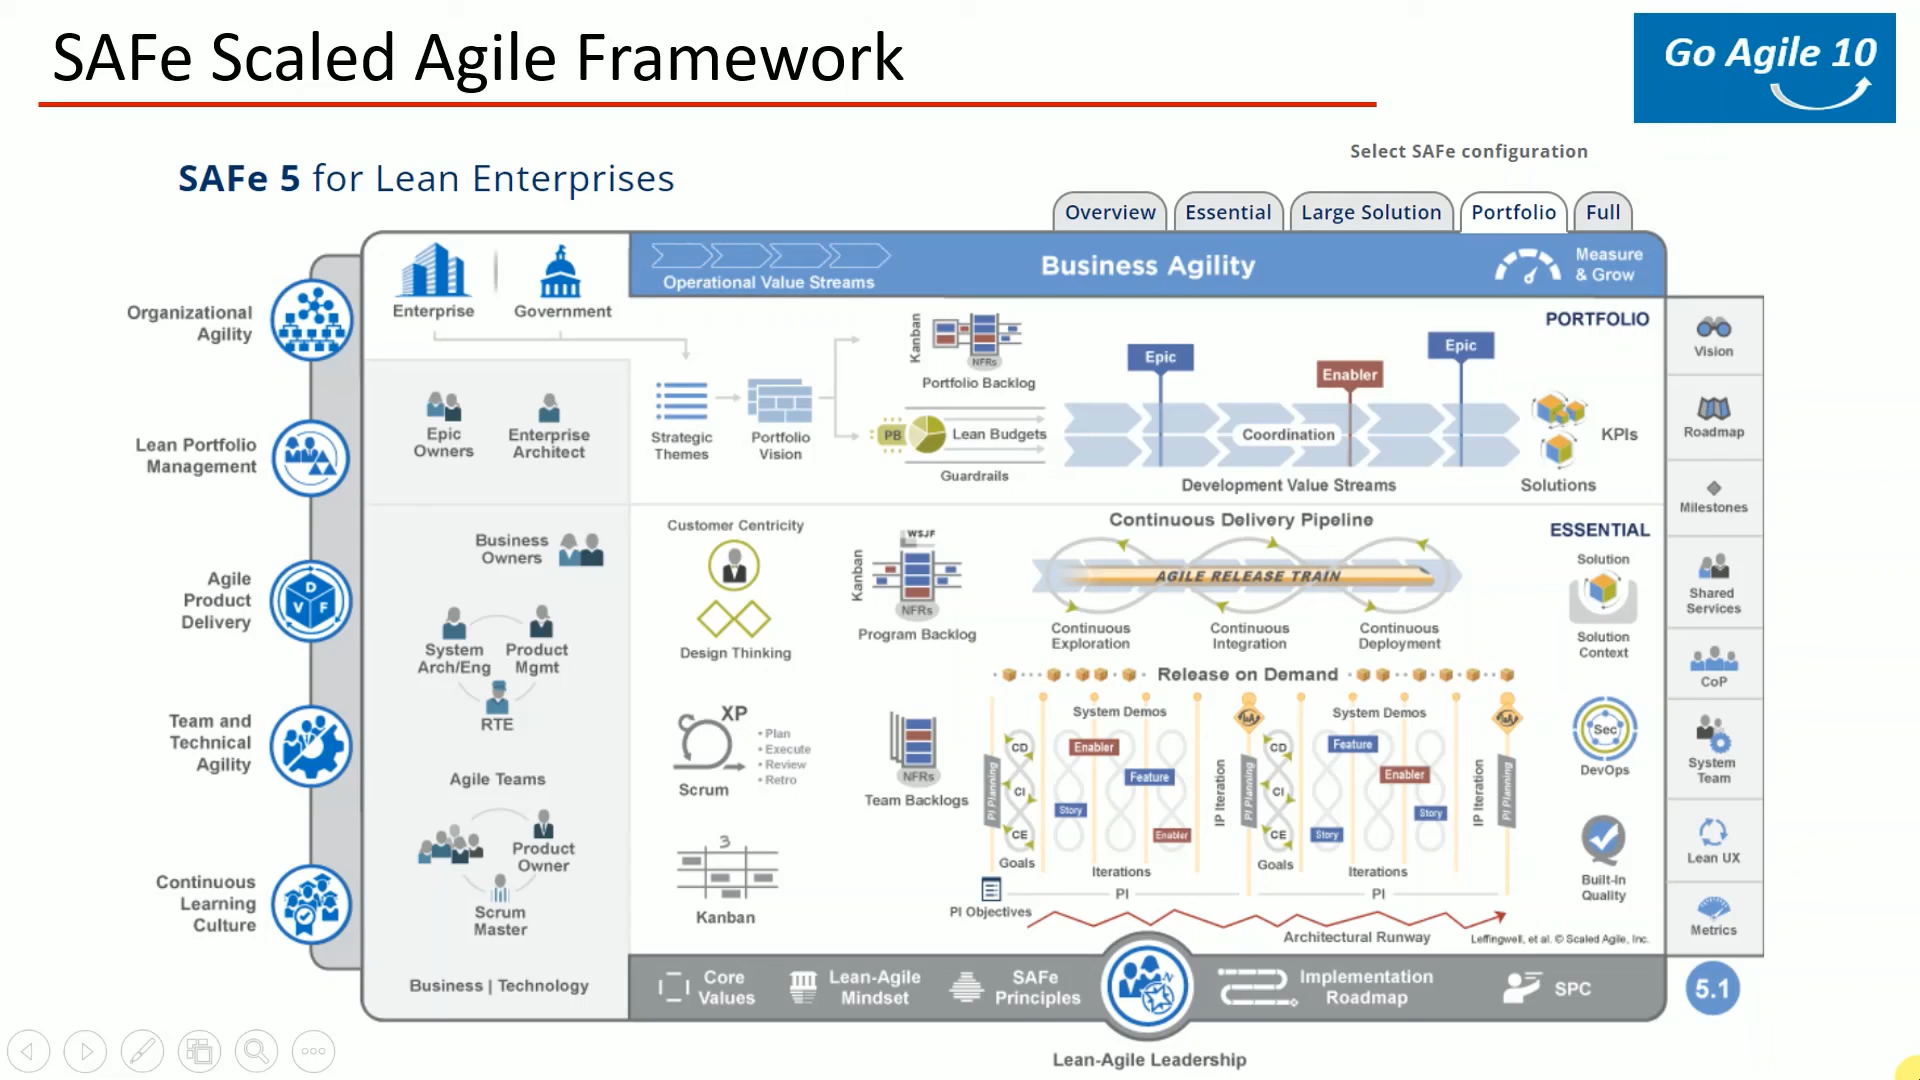 SAFe Scaled Agile Framework
Go Agile 10
Select SAFe configuration
SAFe 5 for Lean Enterprises
Overview
Essential
Large Solution
Portfolio
Full
Organizational
Agility
Lean Portfolio
Management
Agile
Product
Delivery
D
V F
Team and
Technical
Agility
Continuous
Learning
Culture
Enterprise
Government
Operational Value Streams
Business Agility
Measure
& Grow
PORTFOLIO
Epic
Owners
Enterprise
Architect
Strategic
Themes
Portfolio
Vision
Kanban
NFRs
Portfolio Backlog
PB
Lean Budgets
Guardrails
Epic
Enabler
Epic
Coordination
Development Value Streams
KPIs
Solutions
Business
Owners
System
Arch/Eng
Product
Mgmt
RTE
Agile Teams
Product
Owner
Scrum
Master
Business | Technology
Customer Centricity
Design Thinking
Kanban
WSJF
NFRs
Program Backlog
Continuous Delivery Pipeline
AGILE RELEASE TRAIN
Continuous
Exploration
Continuous
Integration
Continuous
Deployment
Release on Demand
ESSENTIAL
Solution
Solution
Context
XP
Scrum
• Plan
• Execute
• Review
• Retro
3
Kanban
NFRs
Team Backlogs
PI Planning
CD
CI
CE
Goals
System Demos
Enabler
Feature
Story
Enabler
Iterations
PI
IP Iteration
I&A
PI Planning
CD
CI
CE
Goals
System Demos
Feature
Enabler
Story
Story
Iterations
PI
IP Iteration
I&A
PI Planning
PI Objectives
Architectural Runway
Leffingwell, et al. © Scaled Agile, Inc.
Sec
DevOps
Built-In
Quality
Vision
Roadmap
Milestones
Shared
Services
CoP
System
Team
Lean UX
Metrics
5.1
Core
Values
Lean-Agile
Mindset
SAFe
Principles
N
Implementation
Roadmap
SPC
Lean-Agile Leadership